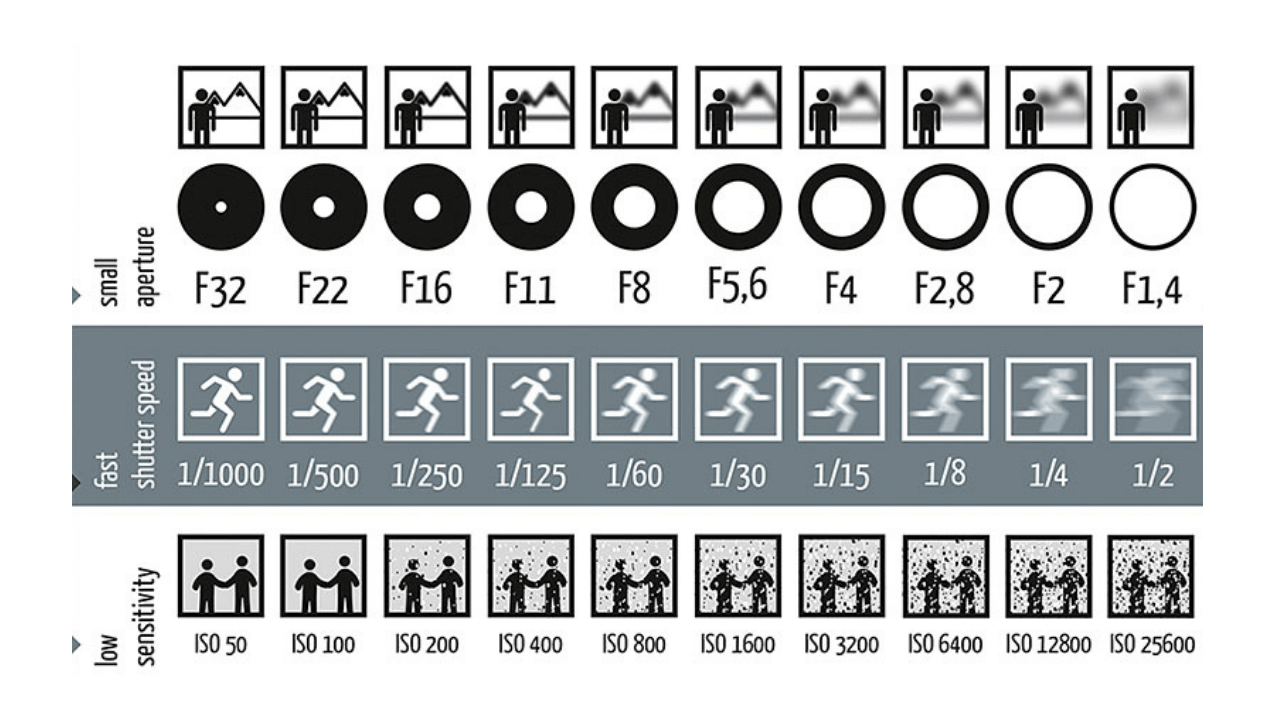 small
aperture
F32 F22 F16 F11 F8 F5,6 F4 F2,8 F2 F1,4
fast
shutter speed
1/1000 1/500 1/250 1/125 1/60 1/30 1/15 1/8 1/4 1/2
low
sensitivity
ISO 50 ISO 100 ISO 200 ISO 400 ISO 800 ISO 1600 ISO 3200 ISO 6400 ISO 12800 ISO 25600